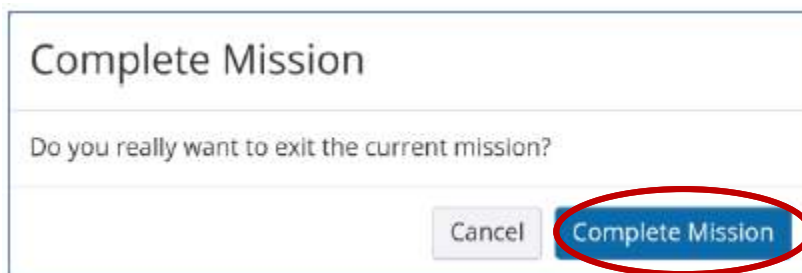 Complete Mission
Do you really want to exit the current mission?
Cancel Complete Mission